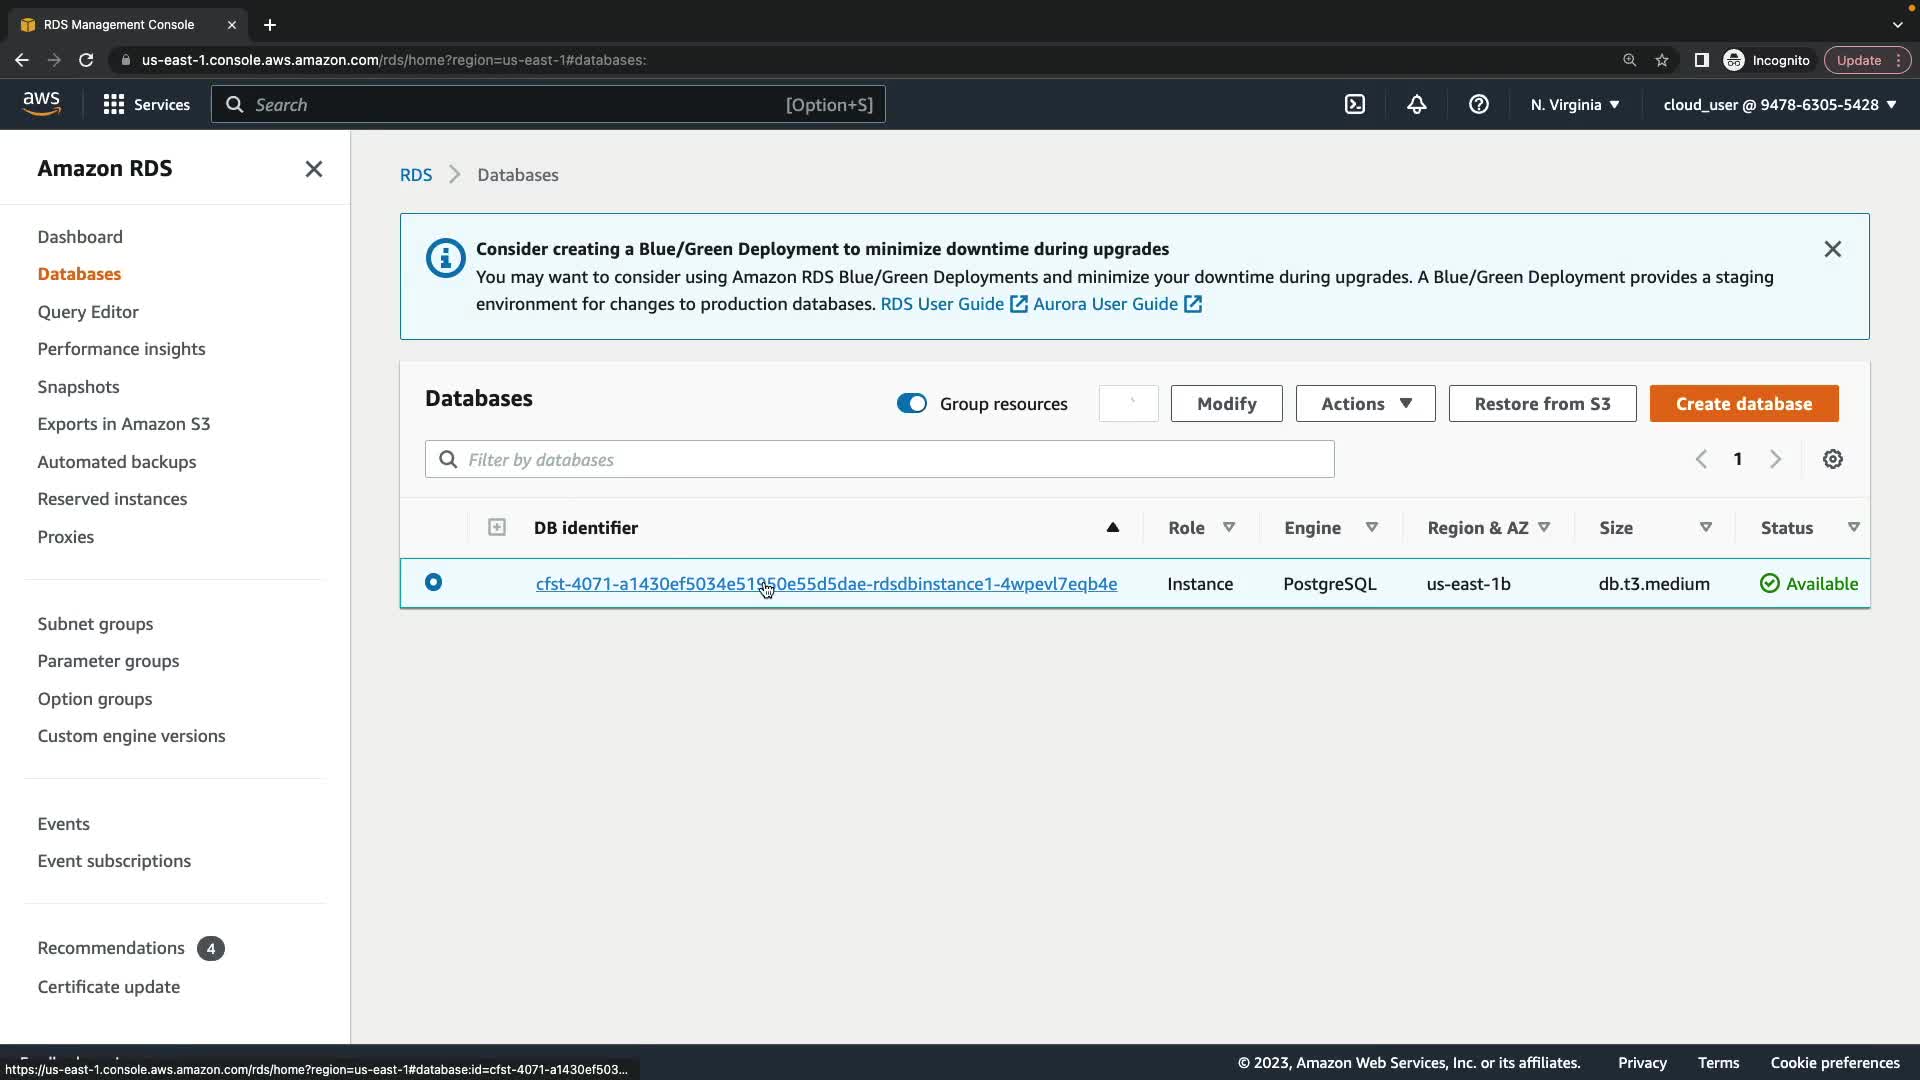 RDS Management Console
us-east-1.console.aws.amazon.com/rds/home?region=us-east-1#databases:
Incognito
Update
aws
Services
Search
[Option+S]
N. Virginia
cloud_user @ 9478-6305-5428
Amazon RDS
Dashboard
Databases
Query Editor
Performance insights
Snapshots
Exports in Amazon S3
Automated backups
Reserved instances
Proxies
Subnet groups
Parameter groups
Option groups
Custom engine versions
Events
Event subscriptions
Recommendations 4
Certificate update
RDS > Databases
Consider creating a Blue/Green Deployment to minimize downtime during upgrades
You may want to consider using Amazon RDS Blue/Green Deployments and minimize your downtime during upgrades. A Blue/Green Deployment provides a staging
environment for changes to production databases. RDS User Guide Aurora User Guide
Databases
Group resources
Modify
Actions
Restore from S3
Create database
Filter by databases
1
DB identifier Role Engine Region & AZ Size Status
cfst-4071-a1430ef5034e51950e55d5dae-rdsdbinstance1-4wpevl7eqb4e Instance PostgreSQL us-east-1b db.t3.medium Available
https://us-east-1.console.aws.amazon.com/rds/home?region=us-east-1#database:id=cfst-4071-a1430ef503...
© 2023, Amazon Web Services, Inc. or its affiliates.
Privacy
Terms
Cookie preferences